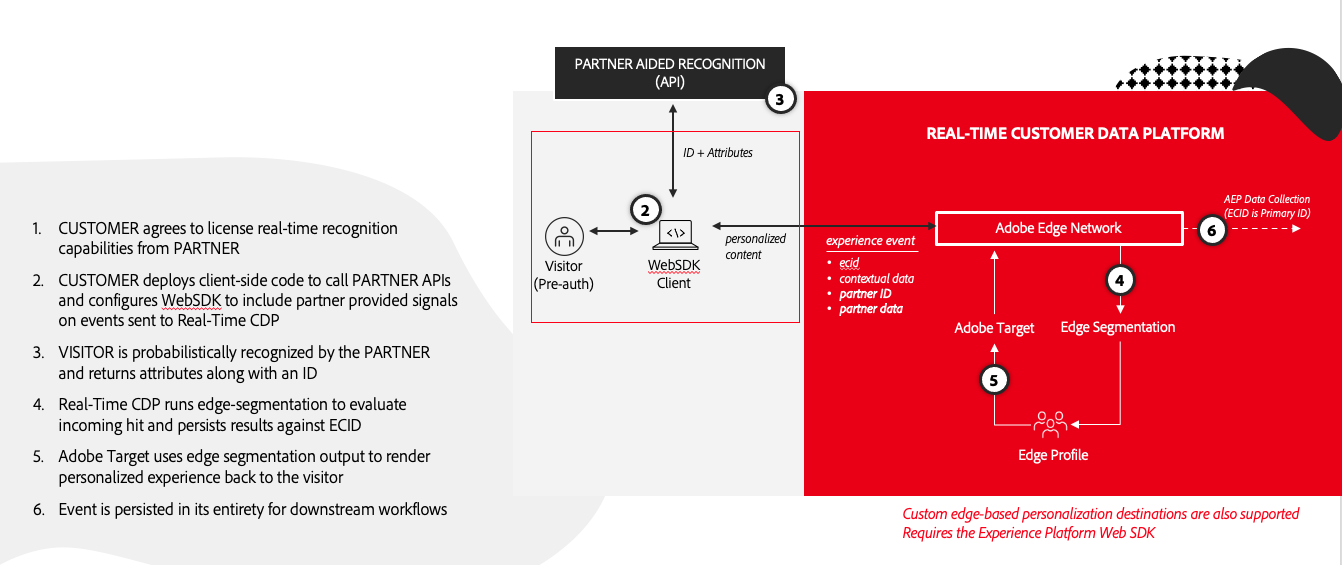 1. CUSTOMER agrees to license real-time recognition
capabilities from PARTNER
2. CUSTOMER deploys client-side code to call PARTNER APIs
and configures WebSDK to include partner provided signals
on events sent to Real-Time CDP
3. VISITOR is probabilistically recognized by the PARTNER
and returns attributes along with an ID
4. Real-Time CDP runs edge-segmentation to evaluate
incoming hit and persists results against ECID
5. Adobe Target uses edge segmentation output to render
personalized experience back to the visitor
6. Event is persisted in its entirety for downstream workflows
PARTNER AIDED RECOGNITION
(API)
3
ID + Attributes
2
Visitor
(Pre-auth)
WebSDK
Client
personalized
content
REAL-TIME CUSTOMER DATA PLATFORM
experience event
• ecid
• contextual data
• partner ID
• partner data
Adobe Edge Network
AEP Data Collection
(ECID is Primary ID)
6
4
Adobe Target
Edge Segmentation
5
Edge Profile
Custom edge-based personalization destinations are also supported
Requires the Experience Platform Web SDK